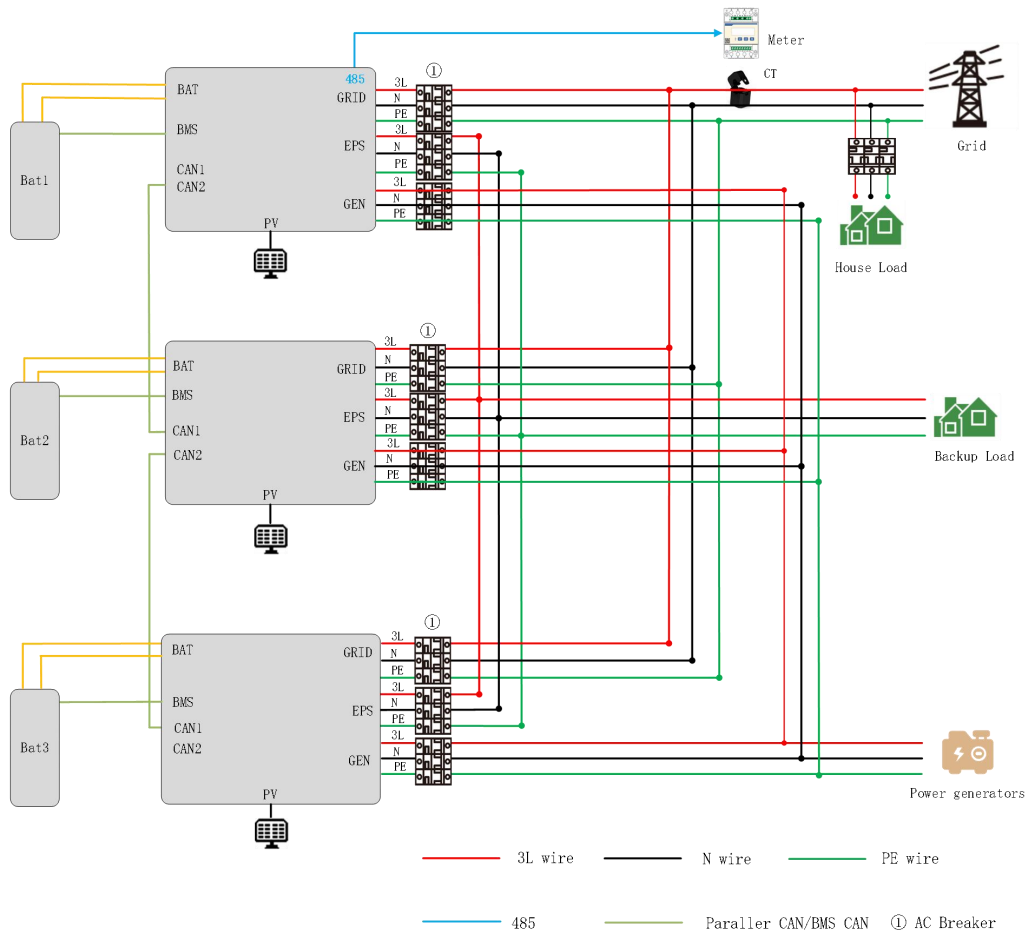 Meter
CT
①
485
BAT
GRID
3L
N
PE
BMS
EPS
3L
N
PE
CAN1
CAN2
GEN
3L
N
PE
PV
Bat1
Grid
House Load
①
BAT
GRID
3L
N
PE
BMS
EPS
3L
N
PE
CAN1
CAN2
GEN
3L
N
PE
PV
Bat2
Backup Load
①
BAT
GRID
3L
N
PE
BMS
EPS
3L
N
PE
CAN1
CAN2
GEN
3L
N
PE
PV
Bat3
Power generators
3L wire
N wire
PE wire
485
Paraller CAN/BMS CAN
① AC Breaker